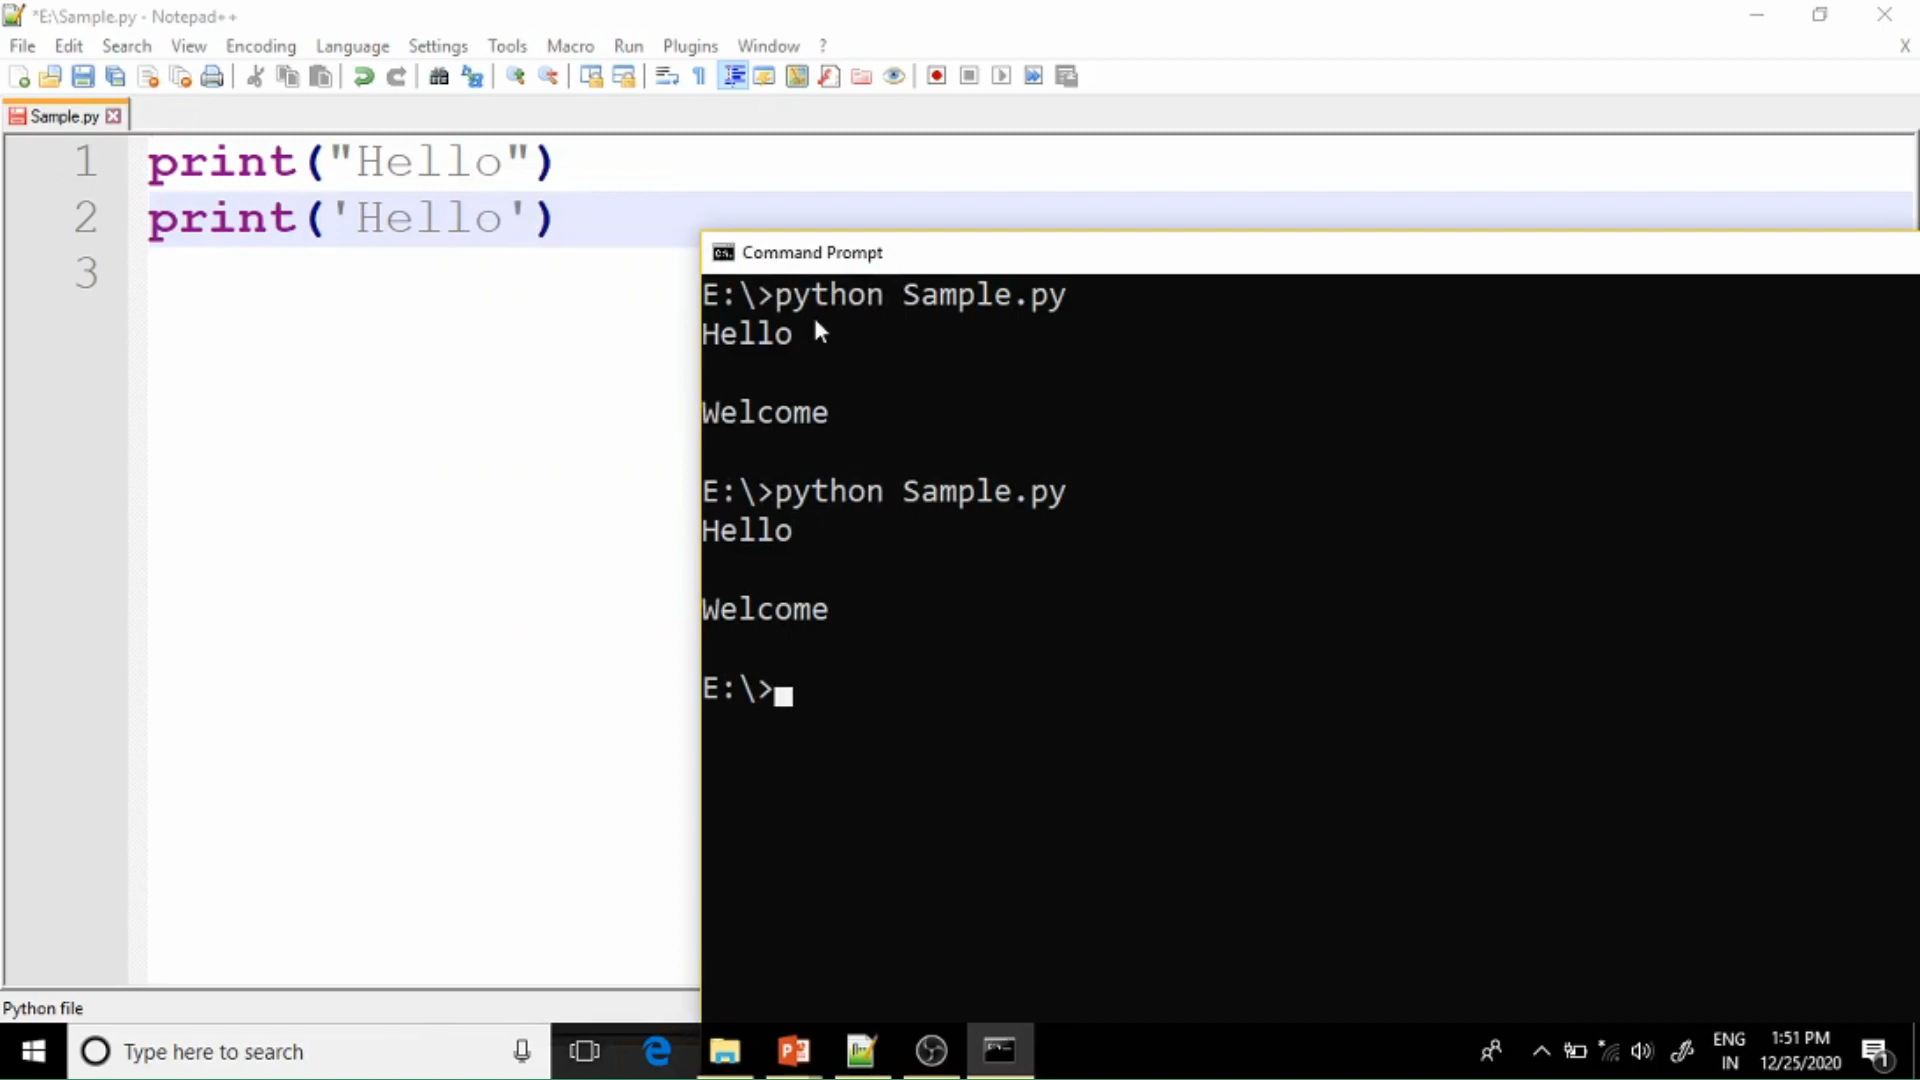 *E:\Sample.py - Notepad++
File Edit Search View Encoding Language Settings Tools Macro Run Plugins Window ? X
Sample.py
1 print("Hello")
2 print('Hello')
3
Command Prompt
E:\>python Sample.py
Hello
Welcome
E:\>python Sample.py
Hello
Welcome
E:\>
Python file
Type here to search
ENG
IN
1:51 PM
12/25/2020
1